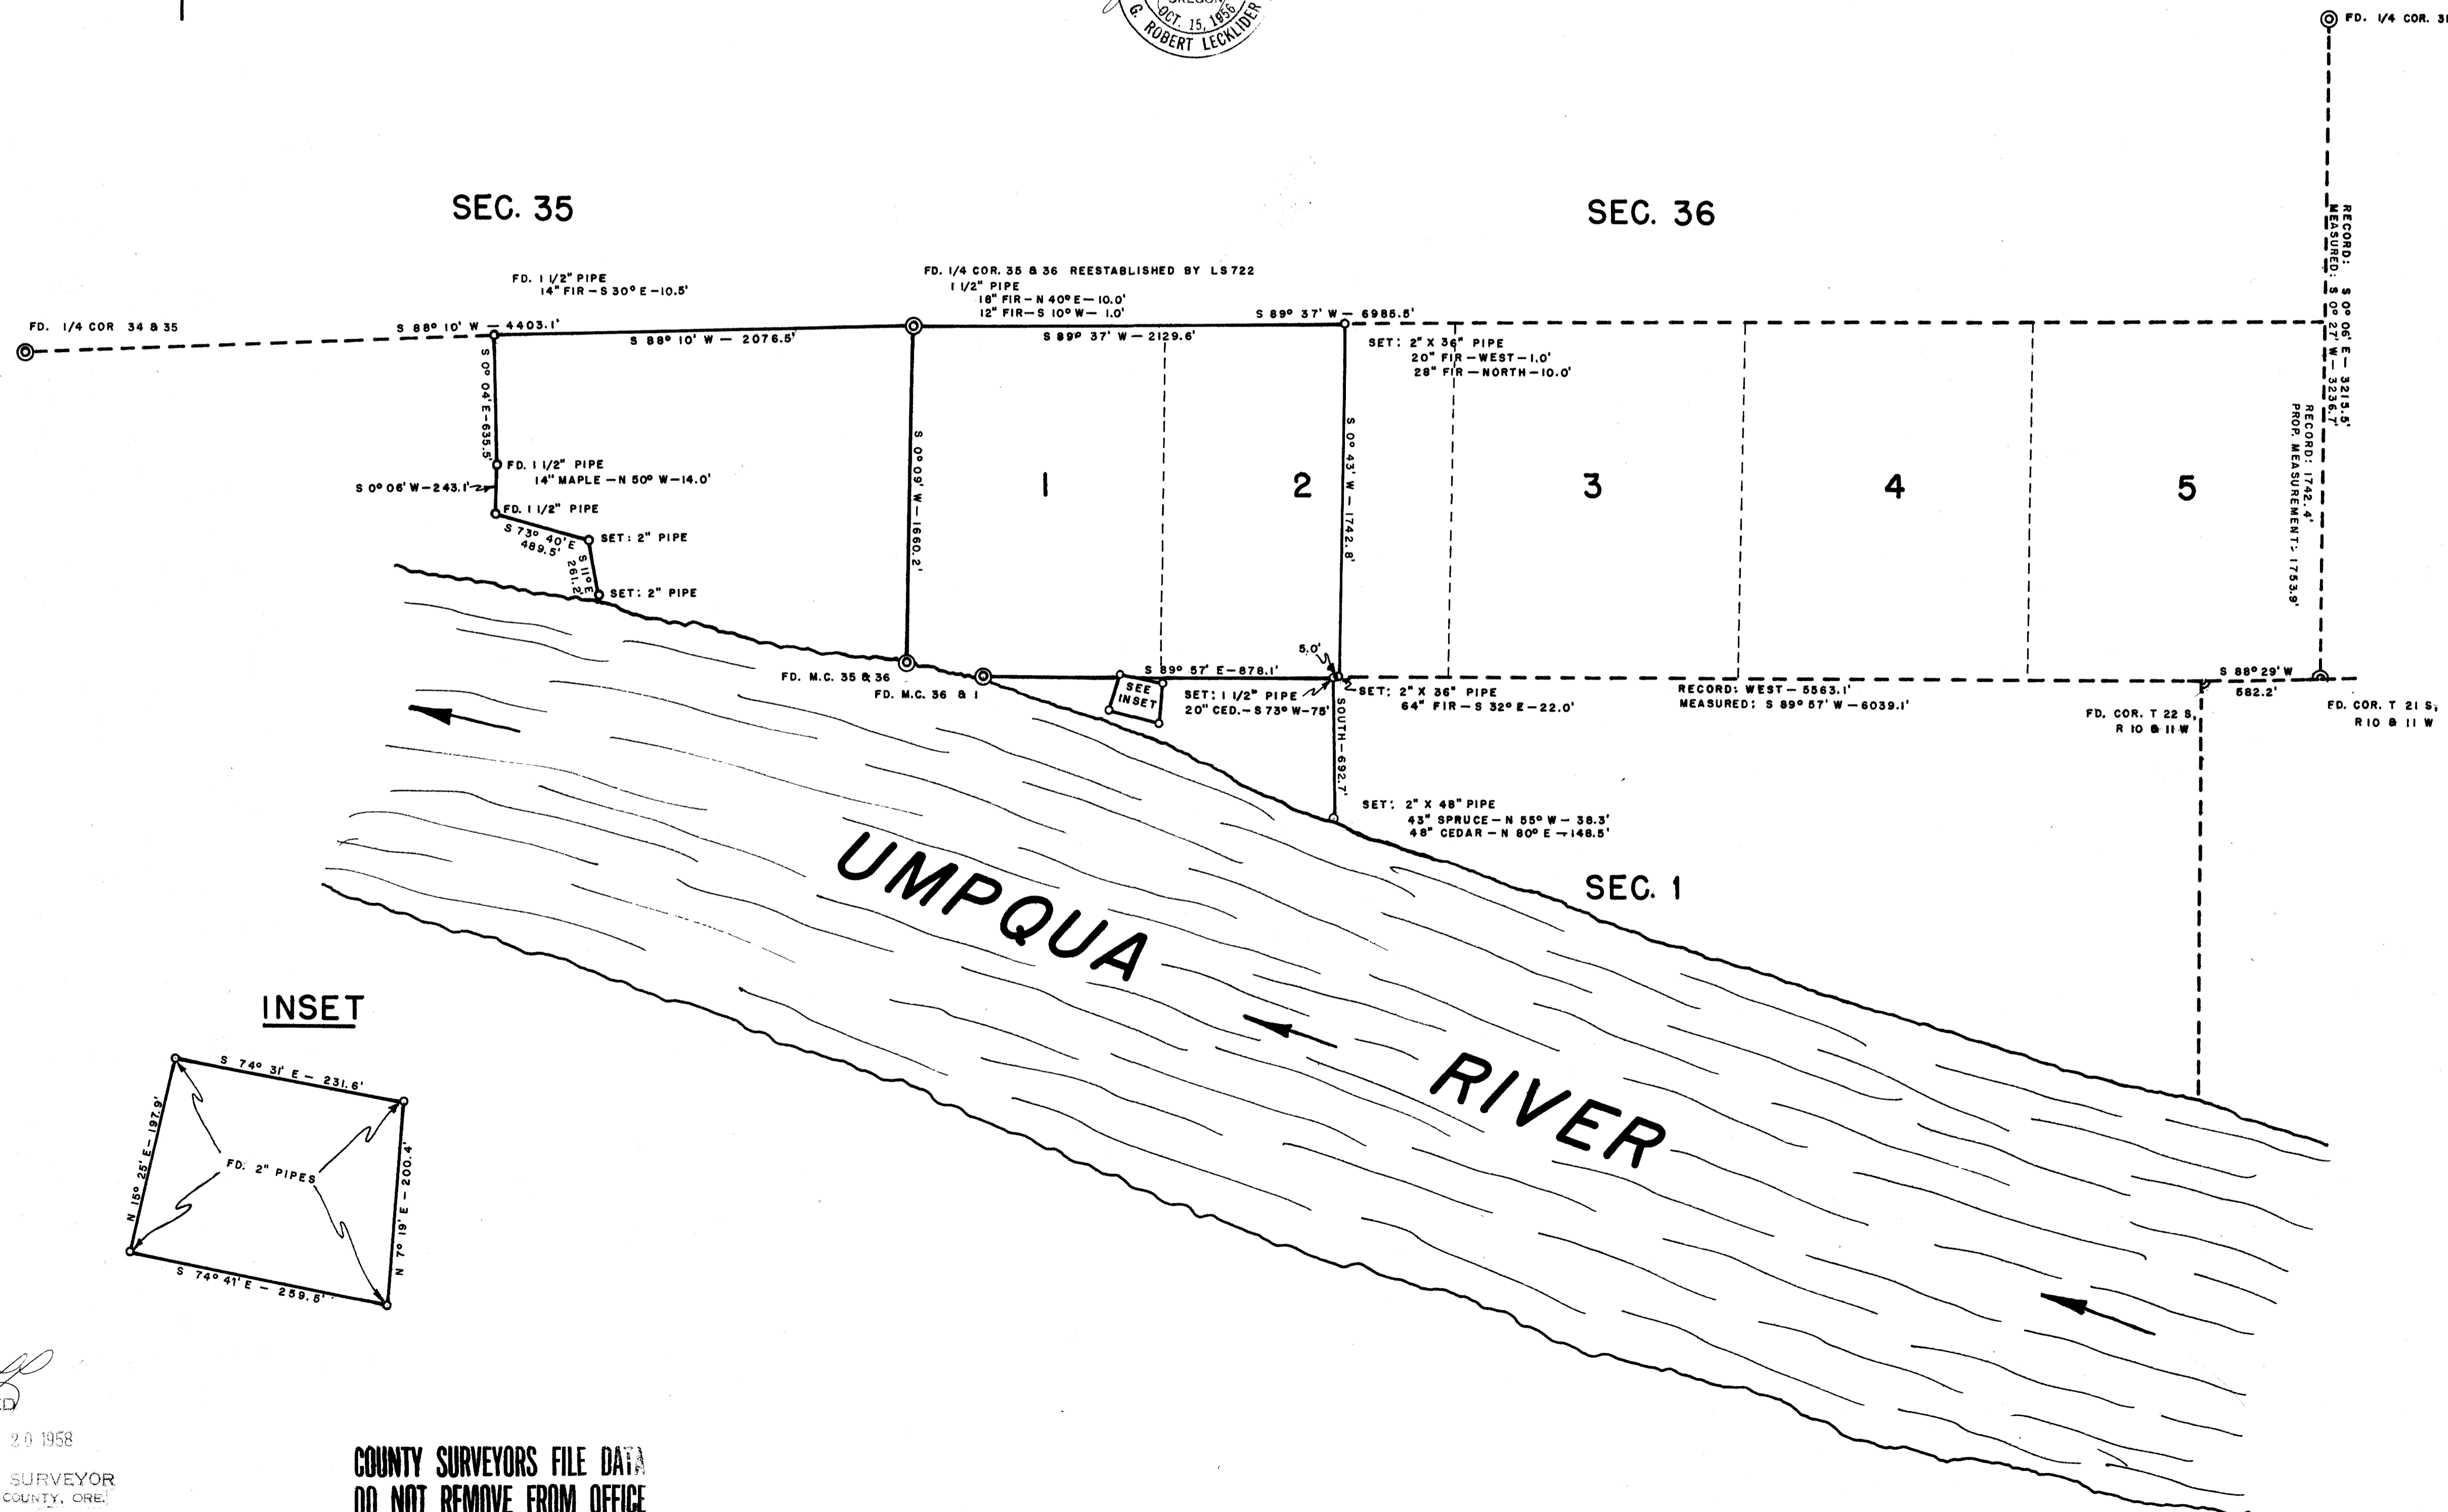 OREGON
OCT. 15, 1956
G. ROBERT LECKLIDER
FD. 1/4 COR. 31
SEC. 35
SEC. 36
FD. 1 1/2" PIPE
14" FIR – S 30° E – 10.5'
FD. 1/4 COR. 35 & 36 REESTABLISHED BY LS 722
1 1/2" PIPE
18" FIR – N 40° E – 10.0'
12" FIR – S 10° W – 1.0'
FD. 1/4 COR 34 & 35
S 88° 10' W – 4403.1'
S 88° 10' W – 2076.5'
S 89° 37' W – 2129.6'
S 89° 37' W – 6985.5'
SET: 2" X 36" PIPE
20" FIR – WEST – 1.0'
28" FIR – NORTH – 10.0'
RECORD: S 0° 06' E – 3213.5'
MEASURED: S 0° 27' W – 3236.7'
RECORD: 1742.4'
PROP. MEASUREMENT: 1753.9'
S 0° 04' E – 635.5'
FD. 1 1/2" PIPE
14" MAPLE – N 50° W – 14.0'
S 0° 06' W – 243.1'
FD. 1 1/2" PIPE
S 73° 40' E
489.5'
SET: 2" PIPE
S 11° E
261.2'
SET: 2" PIPE
S 0° 09' W – 1660.2'
1
2
3
4
5
S 0° 43' W – 1742.8'
5.0'
FD. M.C. 35 & 36
FD. M.C. 36 & 1
S 89° 57' E – 878.1'
SEE
INSET
SET: 1 1/2" PIPE
20" CED. – S 73° W – 75'
SET: 2" X 36" PIPE
64" FIR – S 32° E – 22.0'
RECORD: WEST – 5563.1'
MEASURED: S 89° 57' W – 6039.1'
S 88° 29' W
582.2'
FD. COR. T 22 S,
R 10 & 11 W
FD. COR. T 21 S,
R 10 & 11 W
SOUTH – 692.7'
SET: 2" X 48" PIPE
43" SPRUCE – N 55° W – 38.3'
48" CEDAR – N 80° E – 148.5'
SEC. 1
UMPQUA
RIVER
INSET
S 74° 31' E – 231.6'
N 15° 25' E – 197.9'
FD. 2" PIPES
N 7° 19' E – 200.4'
S 74° 41' E – 259.5'
20 1958
SURVEYOR
COUNTY, ORE.
COUNTY SURVEYORS FILE DATA
DO NOT REMOVE FROM OFFICE